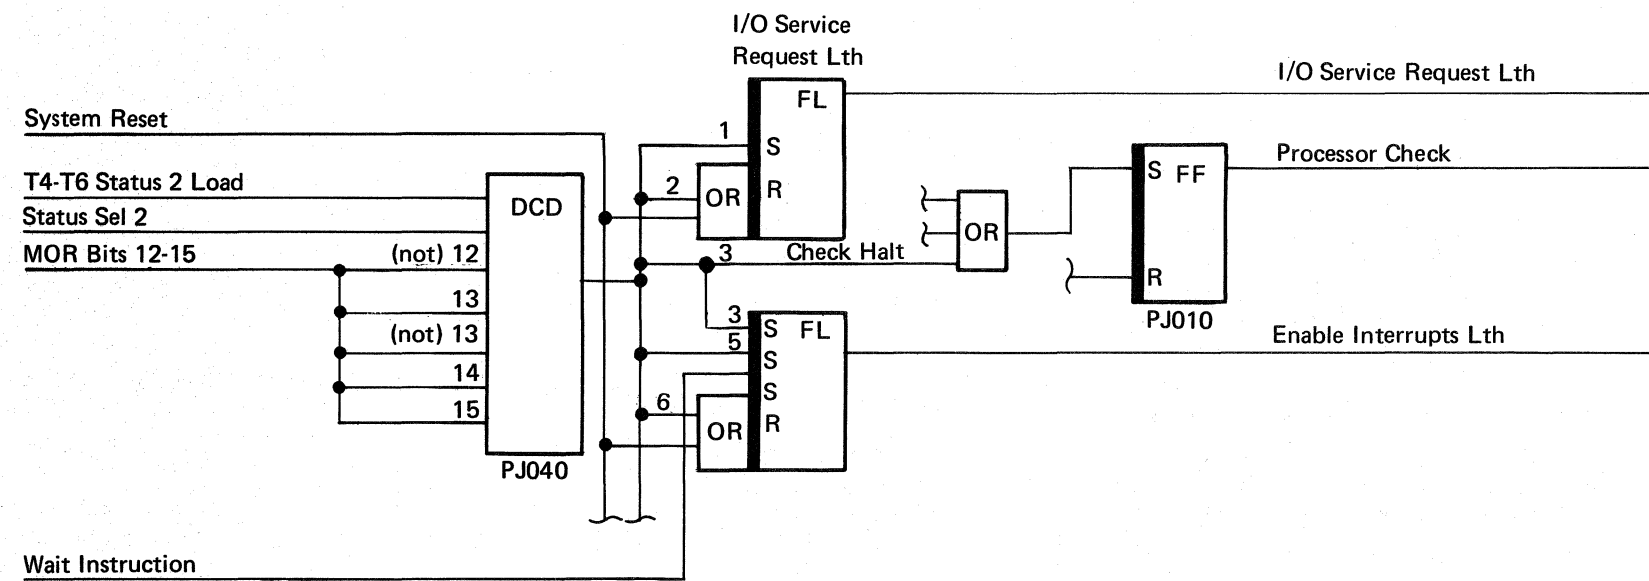 I/O Service
Request Lth
I/O Service Request Lth
FL
System Reset
1
S
Processor Check
S FF
T4-T6 Status 2 Load
2
OR
R
DCD
Status Sel 2
OR
MOR Bits 12-15
(not) 12
3
Check Halt
R
13
3
S
FL
PJ010
(not) 13
5
S
Enable Interrupts Lth
14
S
15
6
OR
R
PJ040
Wait Instruction